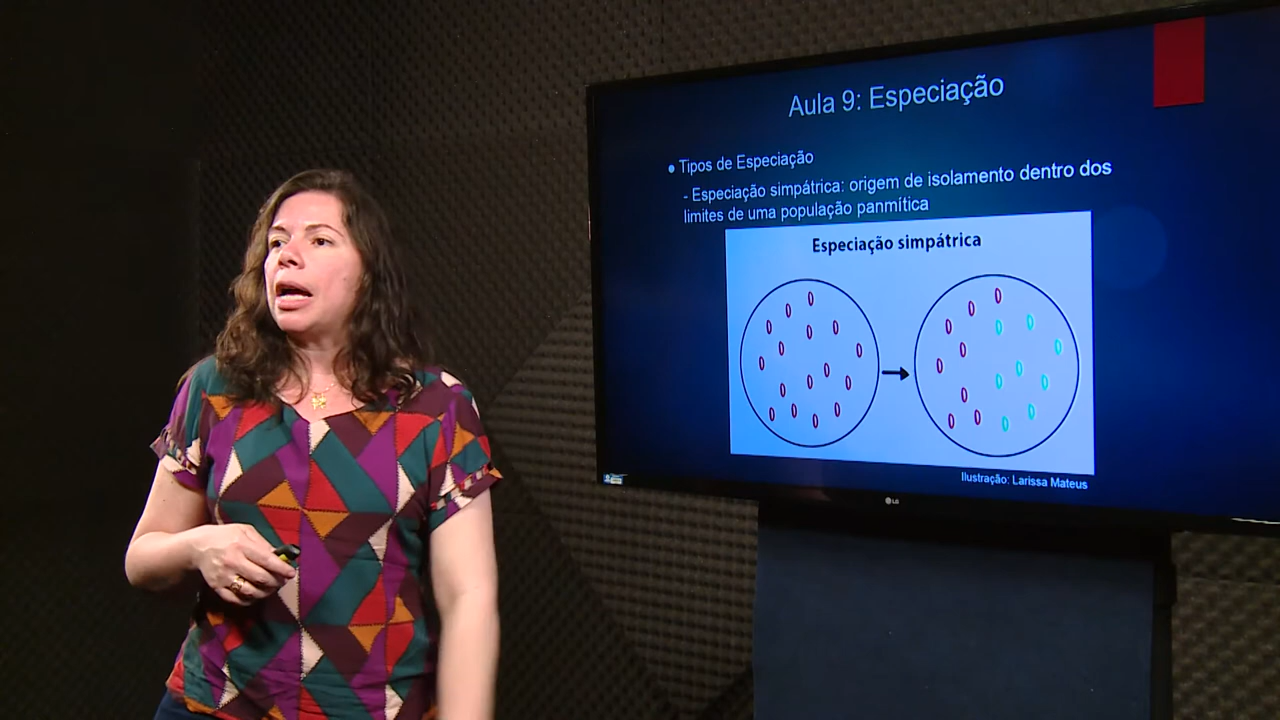 Aula 9: Especiação
● Tipos de Especiação
- Especiação simpátrica: origem de isolamento dentro dos
limites de uma população panmítica
Especiação simpátrica
Ilustração: Larissa Mateus
LG